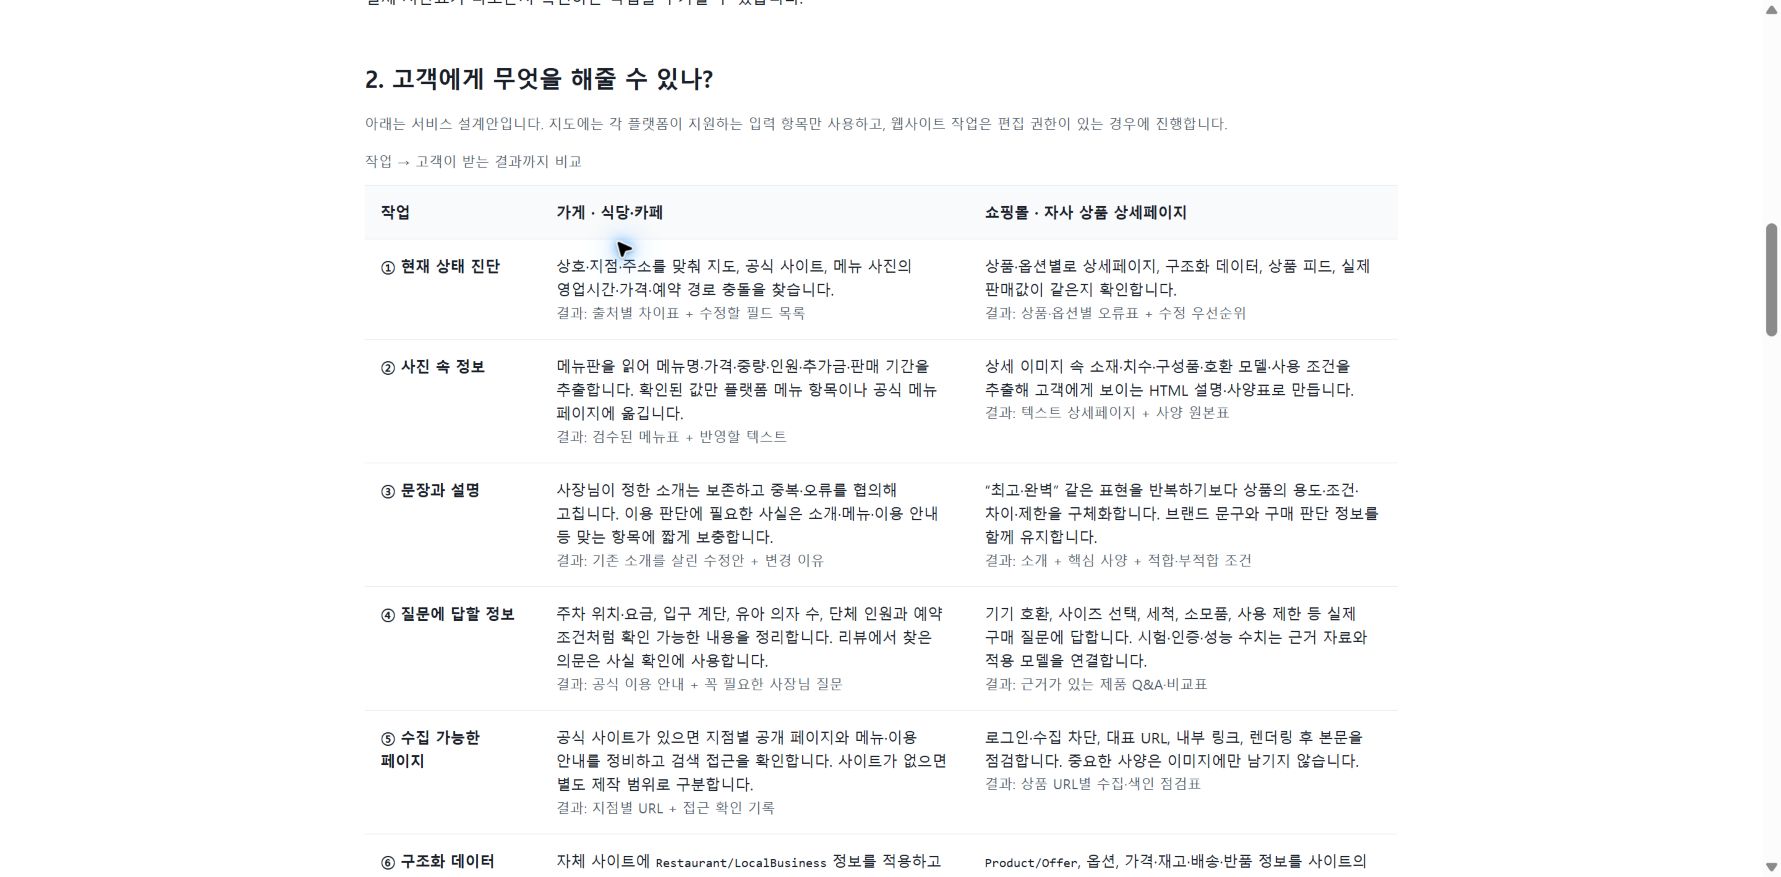 2. 고객에게 무엇을 해줄 수 있나?
아래는 서비스 설계안입니다. 지도에는 각 플랫폼이 지원하는 입력 항목만 사용하고, 웹사이트 작업은 편집 권한이 있는 경우에 진행합니다.
작업 → 고객이 받는 결과까지 비교
작업
가게 · 식당·카페
쇼핑몰 · 자사 상품 상세페이지
① 현재 상태 진단
상호·지점·주소를 맞춰 지도, 공식 사이트, 메뉴 사진의
영업시간·가격·예약 경로 충돌을 찾습니다.
결과: 출처별 차이표 + 수정할 필드 목록
상품·옵션별로 상세페이지, 구조화 데이터, 상품 피드, 실제
판매값이 같은지 확인합니다.
결과: 상품·옵션별 오류표 + 수정 우선순위
② 사진 속 정보
메뉴판을 읽어 메뉴명·가격·중량·인원·추가금·판매 기간을
추출합니다. 확인된 값만 플랫폼 메뉴 항목이나 공식 메뉴
페이지에 옮깁니다.
결과: 검수된 메뉴표 + 반영할 텍스트
상세 이미지 속 소재·치수·구성품·호환 모델·사용 조건을
추출해 고객에게 보이는 HTML 설명·사양표로 만듭니다.
결과: 텍스트 상세페이지 + 사양 원본표
③ 문장과 설명
사장님이 정한 소개는 보존하고 중복·오류를 협의해
고칩니다. 이용 판단에 필요한 사실은 소개·메뉴·이용 안내
등 맞는 항목에 짧게 보충합니다.
결과: 기존 소개를 살린 수정안 + 변경 이유
“최고·완벽” 같은 표현을 반복하기보다 상품의 용도·조건·
차이·제한을 구체화합니다. 브랜드 문구와 구매 판단 정보를
함께 유지합니다.
결과: 소개 + 핵심 사양 + 적합·부적합 조건
④ 질문에 답할 정보
주차 위치·요금, 입구 계단, 유아 의자 수, 단체 인원과 예약
조건처럼 확인 가능한 내용을 정리합니다. 리뷰에서 찾은
의문은 사실 확인에 사용합니다.
결과: 공식 이용 안내 + 꼭 필요한 사장님 질문
기기 호환, 사이즈 선택, 세척, 소모품, 사용 제한 등 실제
구매 질문에 답합니다. 시험·인증·성능 수치는 근거 자료와
적용 모델을 연결합니다.
결과: 근거가 있는 제품 Q&A·비교표
⑤ 수집 가능한
페이지
공식 사이트가 있으면 지점별 공개 페이지와 메뉴·이용
안내를 정비하고 검색 접근을 확인합니다. 사이트가 없으면
별도 제작 범위로 구분합니다.
결과: 지점별 URL + 접근 확인 기록
로그인·수집 차단, 대표 URL, 내부 링크, 렌더링 후 본문을
점검합니다. 중요한 사양은 이미지에만 남기지 않습니다.
결과: 상품 URL별 수집·색인 점검표
⑥ 구조화 데이터
자체 사이트에 Restaurant/LocalBusiness 정보를 적용하고
Product/Offer, 옵션, 가격·재고·배송·반품 정보를 사이트의